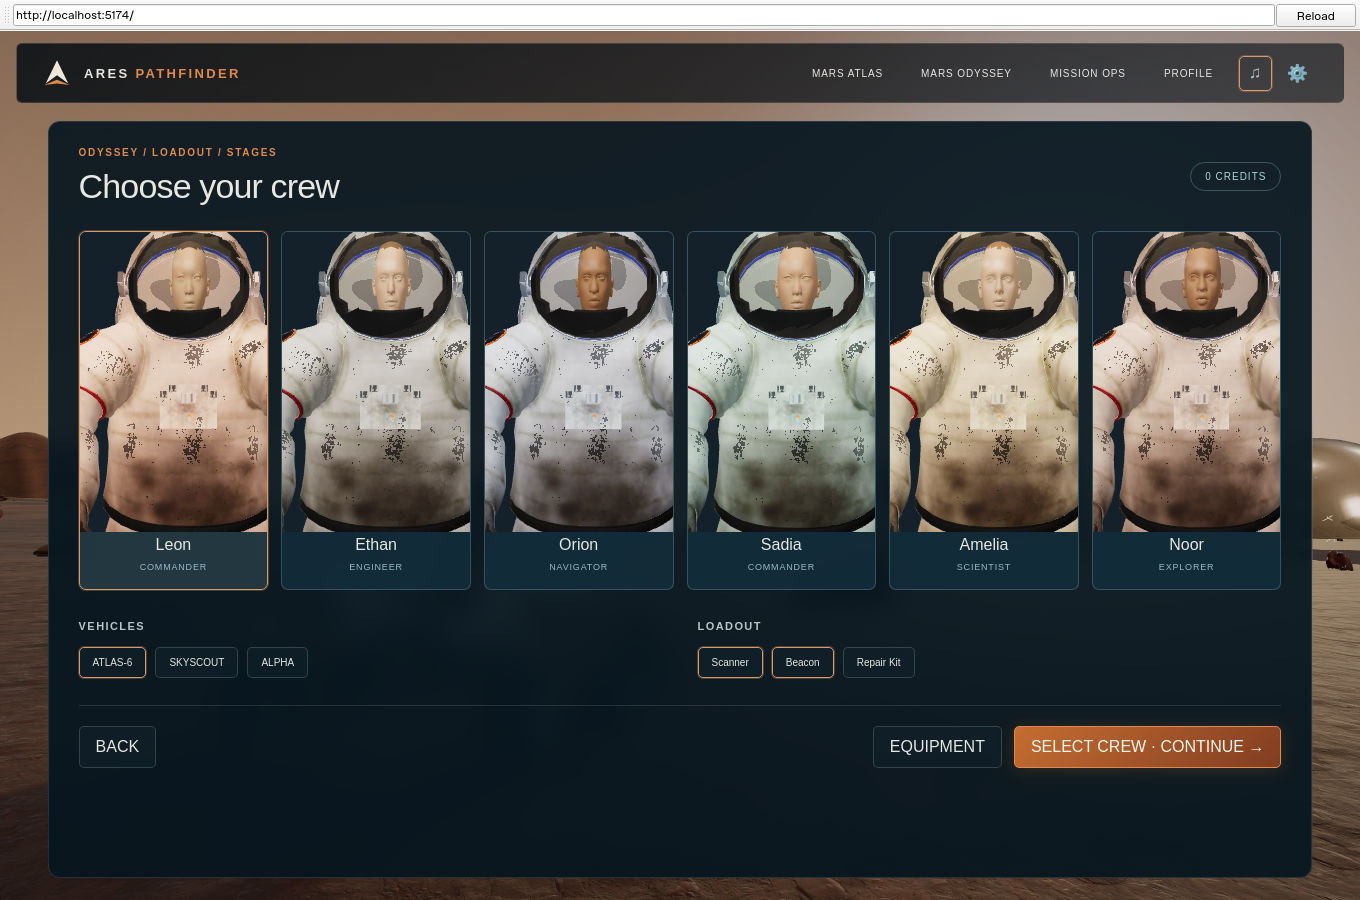 http://localhost:5174/
Reload
ARES PATHFINDER
MARS ATLAS
MARS ODYSSEY
MISSION OPS
PROFILE
ODYSSEY / LOADOUT / STAGES
Choose your crew
0 CREDITS
Leon
COMMANDER
Ethan
ENGINEER
Orion
NAVIGATOR
Sadia
COMMANDER
Amelia
SCIENTIST
Noor
EXPLORER
VEHICLES
ATLAS-6
SKYSCOUT
ALPHA
LOADOUT
Scanner
Beacon
Repair Kit
BACK
EQUIPMENT
SELECT CREW · CONTINUE →